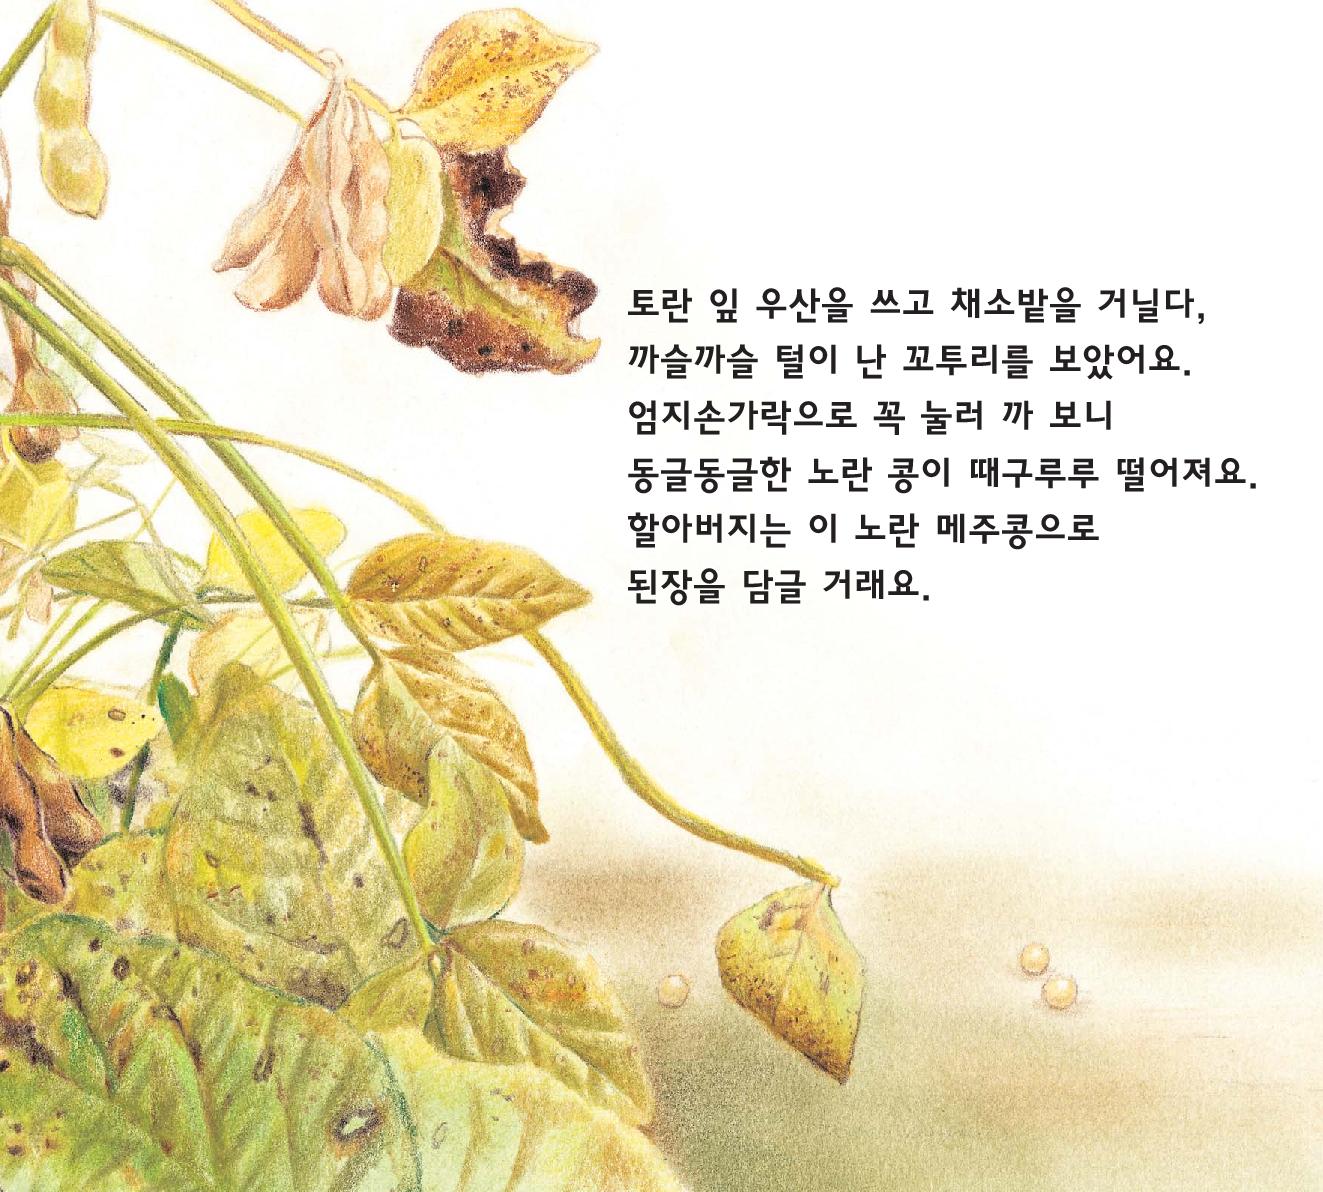 토란 잎 우산을 쓰고 채소밭을 거닐다,
까슬까슬 털이 난 꼬투리를 보았어요.
엄지손가락으로 꼭 눌러 까 보니
동글동글한 노란 콩이 때구루루 떨어져요.
할아버지는 이 노란 메주콩으로
된장을 담글 거래요.